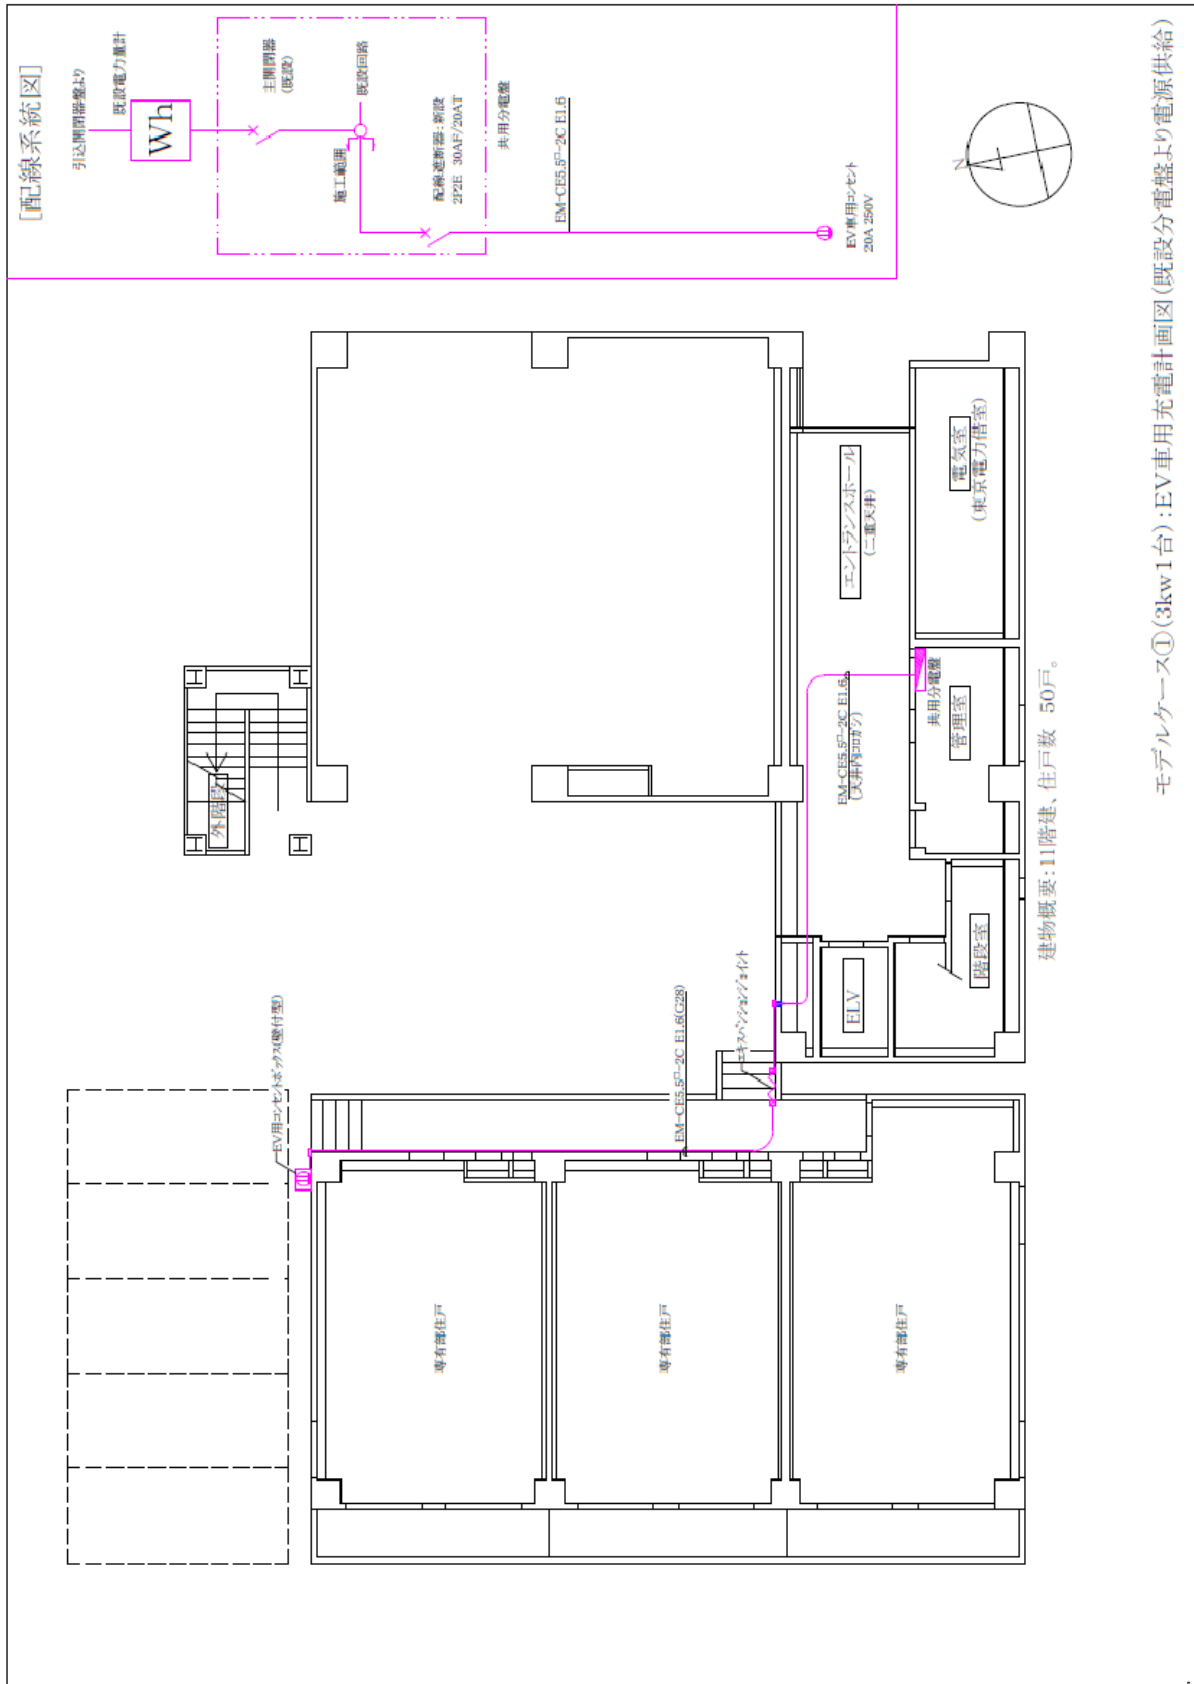 [配線系統図]
引込開閉器盤より
既設電力量計
Wh
主開閉器
(既設)
既設回路
施工範囲
配線遮断器:新設
2P2E 30AF/20AT
共用分電盤
EM-CE5.5□-2C E1.6
EV車用コンセント
20A 250V
N
外階段
エントランスホール
(二重天井)
電気室
(東京電力借室)
共用分電盤
管理室
EM-CE5.5□-2C E1.6
(天井内コロガシ)
階段室
ELV
エキスパンションジョイント
EM-CE5.5□-2C E1.6(G28)
EV用コンセントボックス(壁付型)
専有部住戸
専有部住戸
専有部住戸
建物概要:11階建、住戸数 50戸。
モデルケース①(3kw1台):EV車用充電計画図(既設分電盤より電源供給)